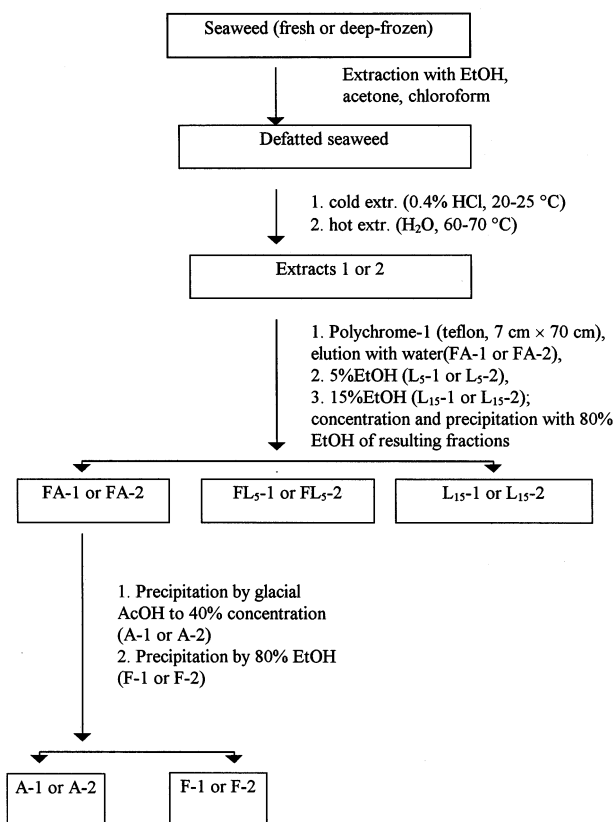 Seaweed (fresh or deep-frozen)
Extraction with EtOH,
acetone, chloroform
Defatted seaweed
1. cold extr. (0.4% HCl, 20-25 °C)
2. hot extr. (H₂O, 60-70 °C)
Extracts 1 or 2
1. Polychrome-1 (teflon, 7 cm × 70 cm),
elution with water(FA-1 or FA-2),
2. 5%EtOH (L₅-1 or L₅-2),
3. 15%EtOH (L₁₅-1 or L₁₅-2);
concentration and precipitation with 80%
EtOH of resulting fractions
FA-1 or FA-2
FL₅-1 or FL₅-2
L₁₅-1 or L₁₅-2
1. Precipitation by glacial
AcOH to 40% concentration
(A-1 or A-2)
2. Precipitation by 80% EtOH
(F-1 or F-2)
A-1 or A-2
F-1 or F-2